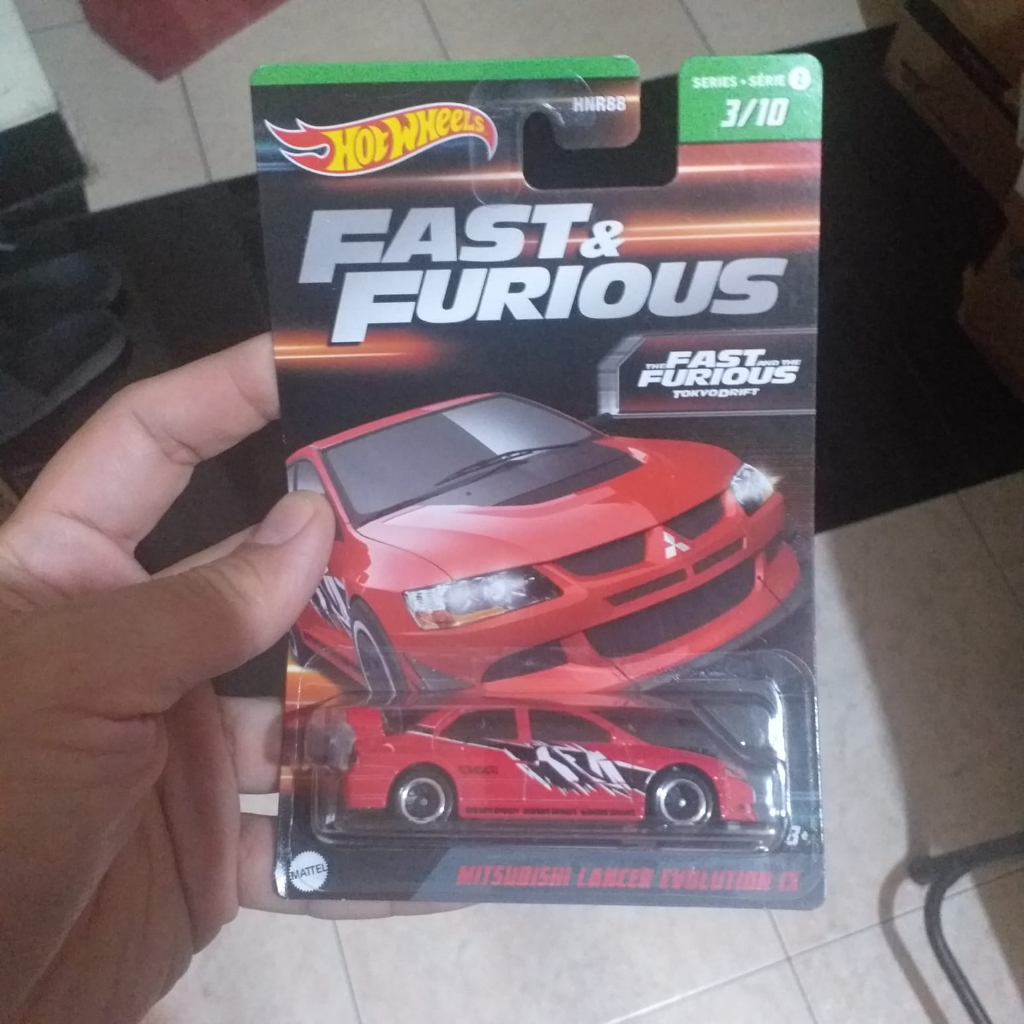 HNR88
SERIES • SÉRIE 2
3/10
HOT WHEELS
FAST &
FURIOUS
THE FAST AND THE
FURIOUS
TOKYO DRIFT
MATTEL
MITSUBISHI LANCER EVOLUTION IX